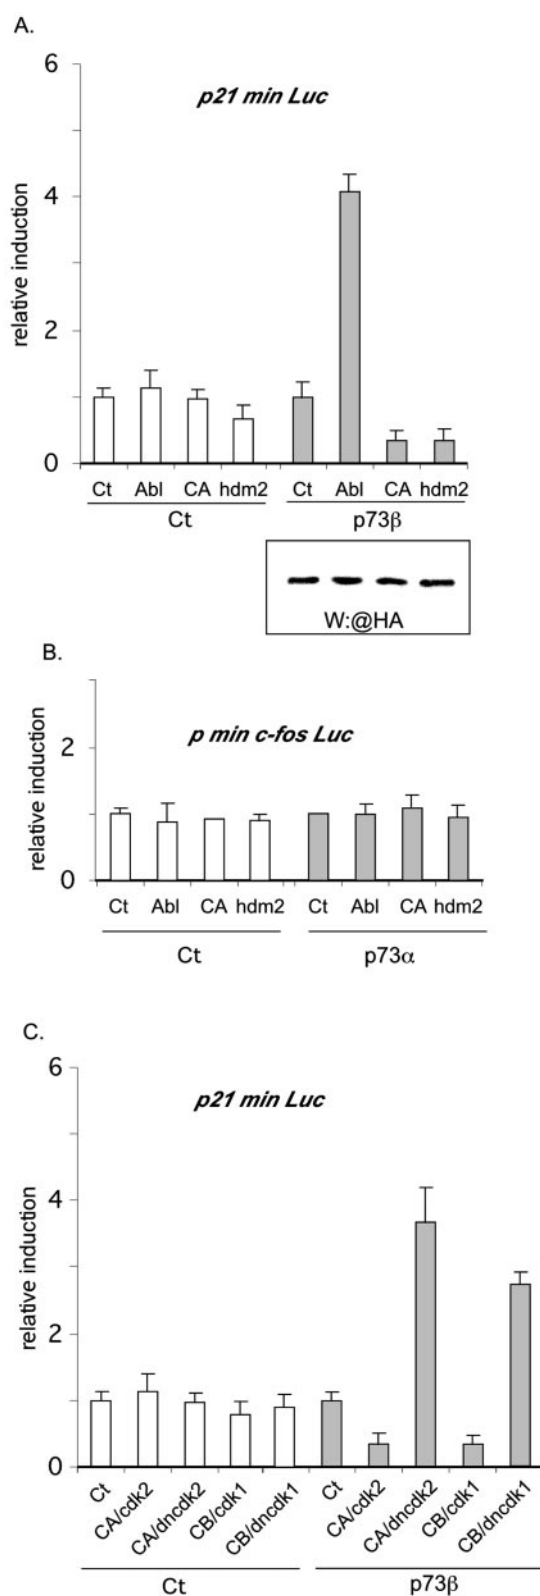 A.
6
p21 min Luc
4
2
0
relative induction
Ct Abl CA hdm2 Ct Abl CA hdm2
Ct p73β
W:@HA
B.
p min c-fos Luc
2
0
relative induction
Ct Abl CA hdm2 Ct Abl CA hdm2
Ct p73α
C.
6
p21 min Luc
4
2
0
relative induction
Ct CA/cdk2 CA/dncdk2 CB/cdk1 CB/dncdk1 Ct CA/cdk2 CA/dncdk2 CB/cdk1 CB/dncdk1
Ct p73β